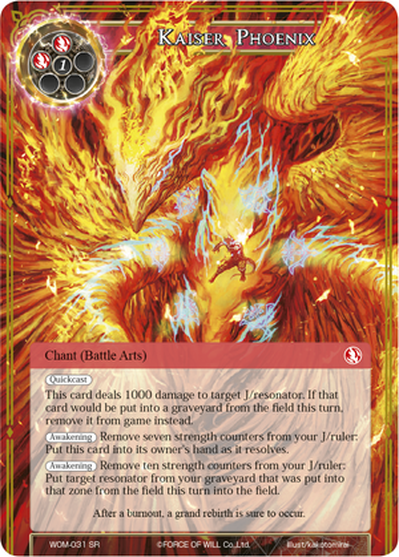 KAISER PHOENIX
1
Chant (Battle Arts)
Quickcast
This card deals 1000 damage to target J/resonator. If that
card would be put into a graveyard from the field this turn,
remove it from game instead.
Awakening Remove seven strength counters from your J/ruler:
Put this card into its owner's hand as it resolves.
Awakening Remove ten strength counters from your J/ruler:
Put target resonator from your graveyard that was put into
that zone from the field this turn into the field.
After a burnout, a grand rebirth is sure to occur.
WOM-031 SR ©FORCE OF WILL Co.,Ltd. illust/kakotomirai